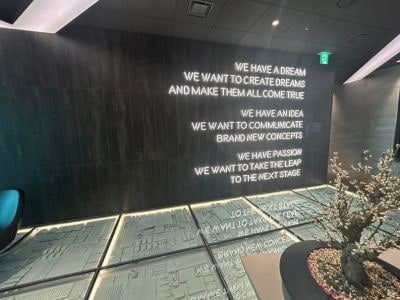 WE HAVE A DREAM
WE WANT TO CREATE DREAMS
AND MAKE THEM ALL COME TRUE
WE HAVE AN IDEA
WE WANT TO COMMUNICATE
BRAND NEW CONCEPTS
WE HAVE PASSION
WE WANT TO TAKE THE LEAP
TO THE NEXT STAGE